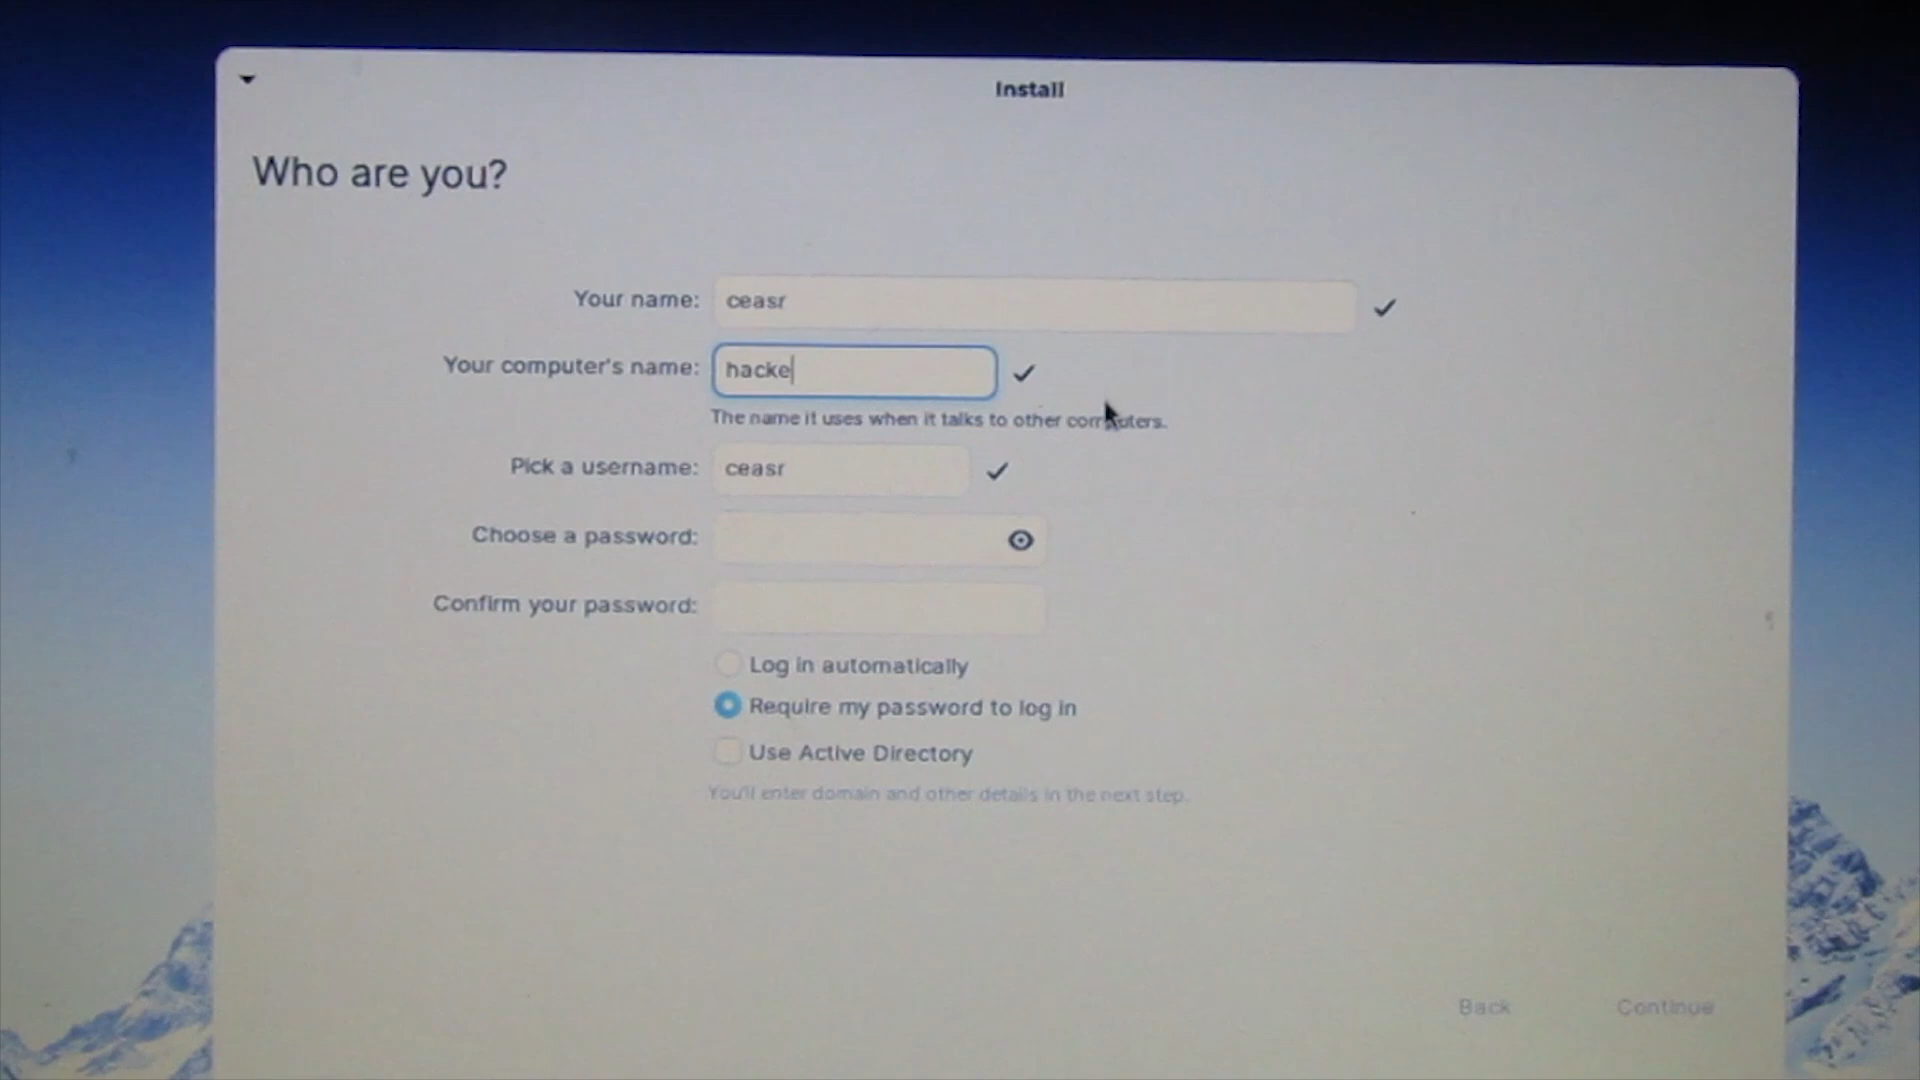 Install
Who are you?
Your name: ceasr
Your computer's name: hacke
The name it uses when it talks to other computers.
Pick a username: ceasr
Choose a password:
Confirm your password:
Log in automatically
Require my password to log in
Use Active Directory
You'll enter domain and other details in the next step.
Back Continue